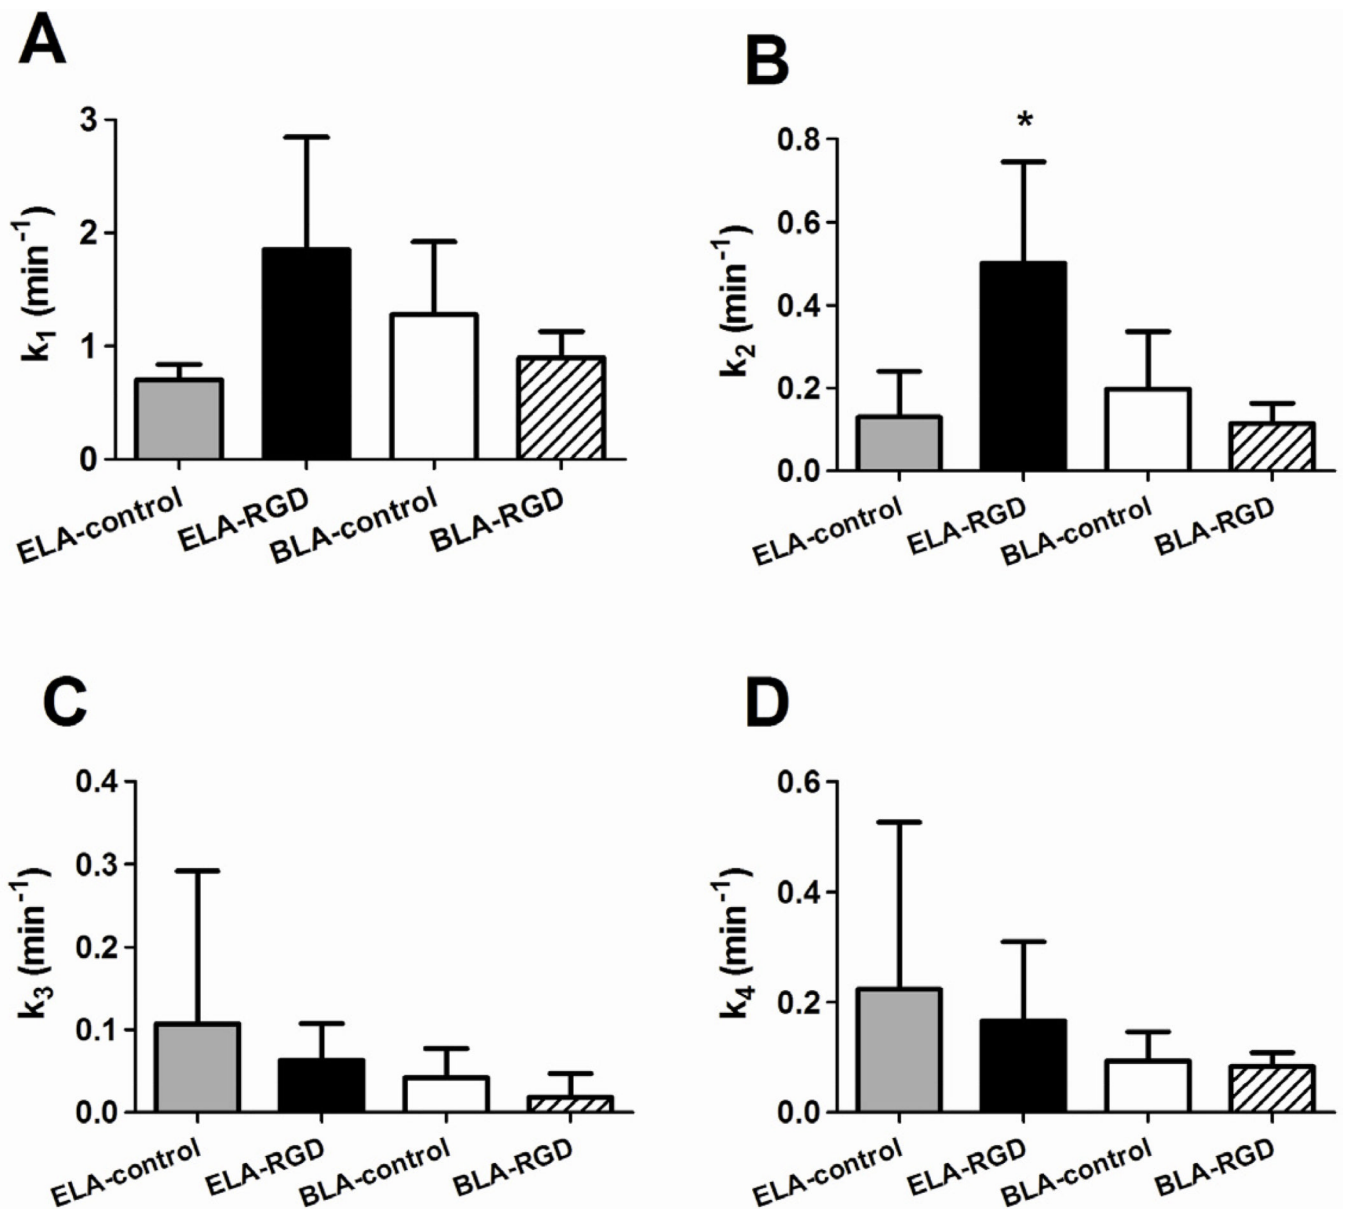 A
k1 (min-1)
3
2
1
0
ELA-control
ELA-RGD
BLA-control
BLA-RGD
B
*
k2 (min-1)
0.8
0.6
0.4
0.2
0.0
ELA-control
ELA-RGD
BLA-control
BLA-RGD
C
k3 (min-1)
0.4
0.3
0.2
0.1
0.0
ELA-control
ELA-RGD
BLA-control
BLA-RGD
D
k4 (min-1)
0.6
0.4
0.2
0.0
ELA-control
ELA-RGD
BLA-control
BLA-RGD